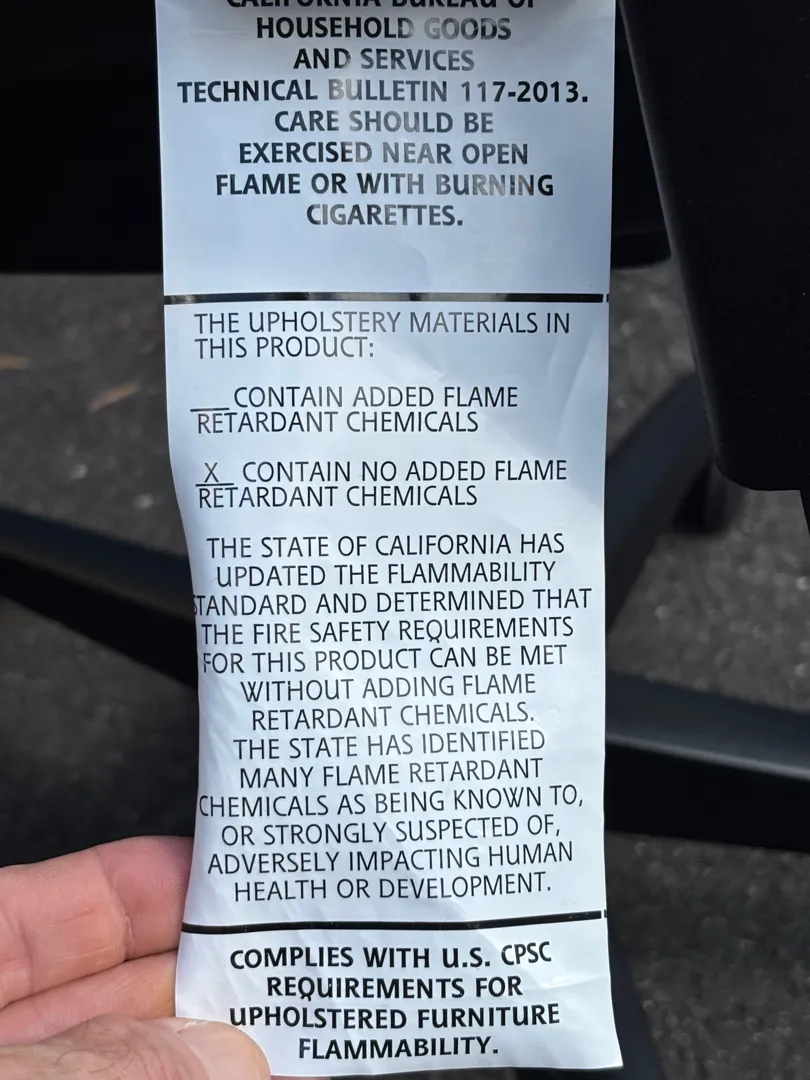 CALIFORNIA BUREAU OF
HOUSEHOLD GOODS
AND SERVICES
TECHNICAL BULLETIN 117-2013.
CARE SHOULD BE
EXERCISED NEAR OPEN
FLAME OR WITH BURNING
CIGARETTES.
THE UPHOLSTERY MATERIALS IN
THIS PRODUCT:
___CONTAIN ADDED FLAME
RETARDANT CHEMICALS
_X_ CONTAIN NO ADDED FLAME
RETARDANT CHEMICALS
THE STATE OF CALIFORNIA HAS
UPDATED THE FLAMMABILITY
STANDARD AND DETERMINED THAT
THE FIRE SAFETY REQUIREMENTS
FOR THIS PRODUCT CAN BE MET
WITHOUT ADDING FLAME
RETARDANT CHEMICALS.
THE STATE HAS IDENTIFIED
MANY FLAME RETARDANT
CHEMICALS AS BEING KNOWN TO,
OR STRONGLY SUSPECTED OF,
ADVERSELY IMPACTING HUMAN
HEALTH OR DEVELOPMENT.
COMPLIES WITH U.S. CPSC
REQUIREMENTS FOR
UPHOLSTERED FURNITURE
FLAMMABILITY.